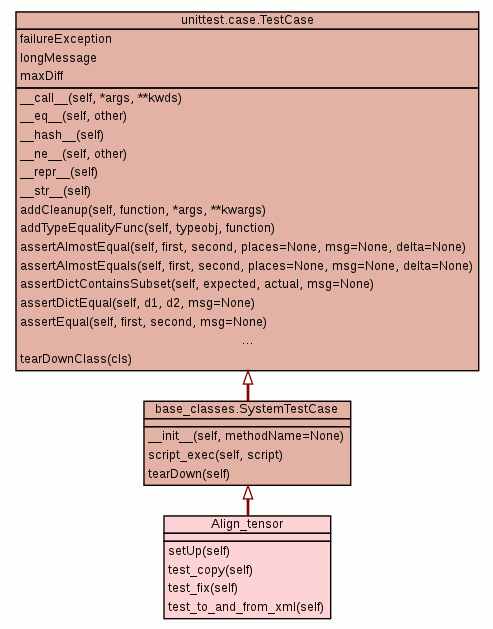 unittest.case.TestCase
failureException
longMessage
maxDiff
__call__(self, *args, **kwds)
__eq__(self, other)
__hash__(self)
__ne__(self, other)
__repr__(self)
__str__(self)
addCleanup(self, function, *args, **kwargs)
addTypeEqualityFunc(self, typeobj, function)
assertAlmostEqual(self, first, second, places=None, msg=None, delta=None)
assertAlmostEquals(self, first, second, places=None, msg=None, delta=None)
assertDictContainsSubset(self, expected, actual, msg=None)
assertDictEqual(self, d1, d2, msg=None)
assertEqual(self, first, second, msg=None)
...
tearDownClass(cls)
base_classes.SystemTestCase
__init__(self, methodName=None)
script_exec(self, script)
tearDown(self)
Align_tensor
setUp(self)
test_copy(self)
test_fix(self)
test_to_and_from_xml(self)